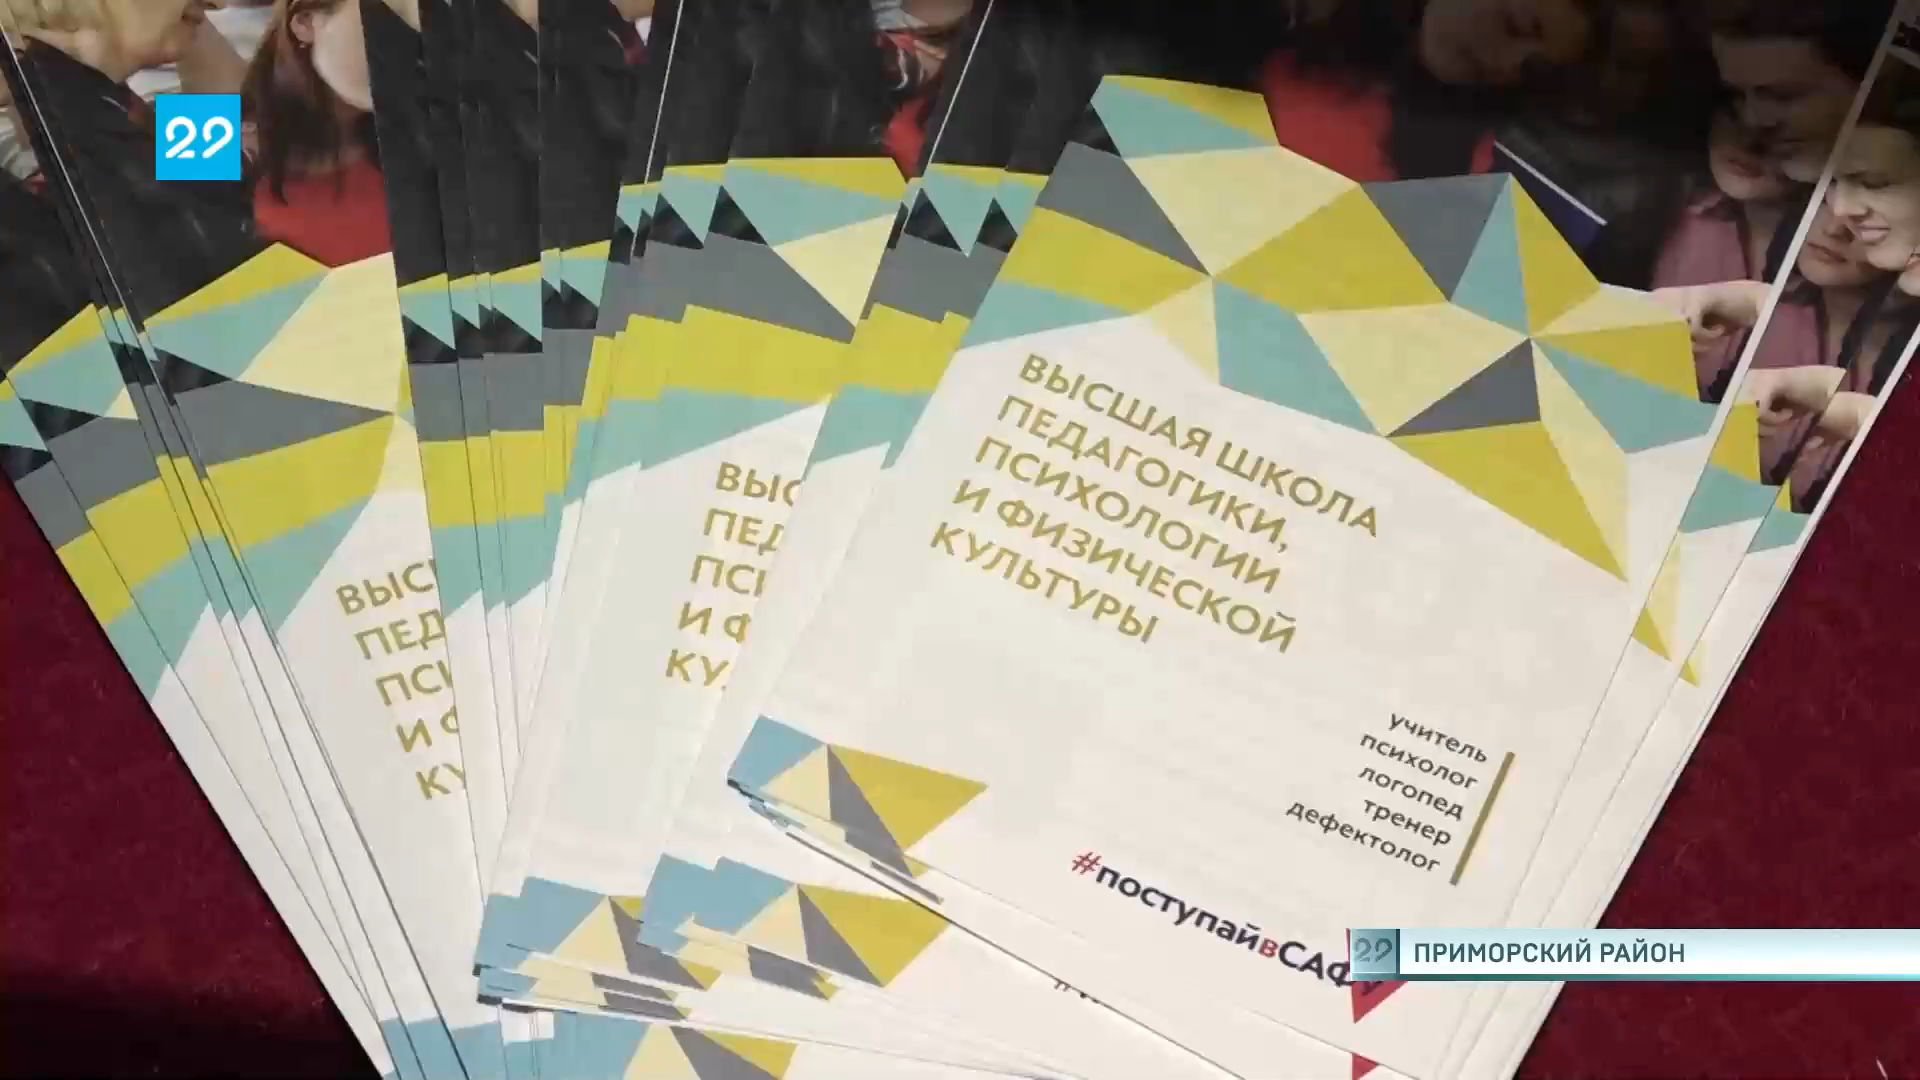 29
ВЫСШАЯ ШКОЛА
ПЕДАГОГИКИ,
ПСИХОЛОГИИ
И ФИЗИЧЕСКОЙ
КУЛЬТУРЫ
учитель
психолог
логопед
тренер
дефектолог
#поступайвСАФ
ВЫС
ПЕД
ПСИ
И Ф
КУ
ВЫС
ПЕД
ПСИ
И Ф
КУ
29 ПРИМОРСКИЙ РАЙОН